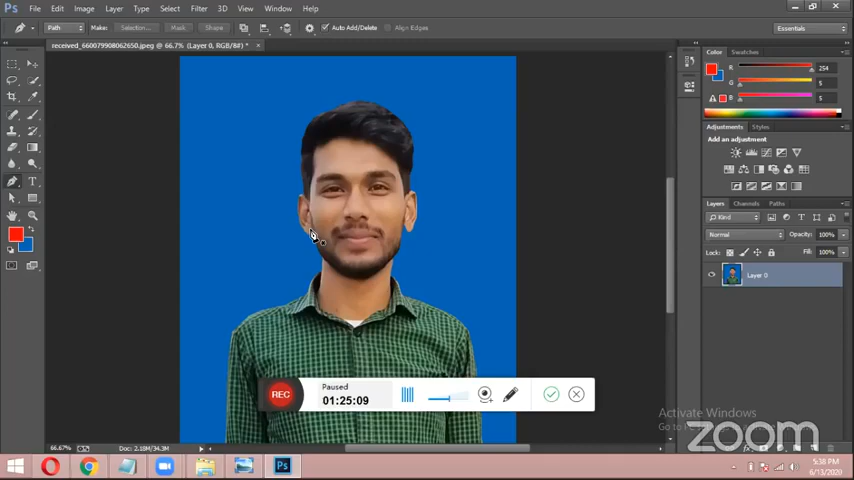 Ps File Edit Image Layer Type Select Filter 3D View Window Help
Path Make: Selection... Mask Shape Auto Add/Delete Align Edges Essentials
received_660079908062650.jpeg @ 66.7% (Layer 0, RGB/8#) * ×
Color Swatches
R 254
G 5
B 5
Adjustments Styles
Add an adjustment
Layers Channels Paths
Kind
Normal Opacity: 100%
Lock: Fill: 100%
Layer 0
REC
Paused
01:25:09
Activate Windows
Go to PC
zoom
66.67% Doc: 2.18M/34.3M
Ps
5:38 PM
6/13/2020